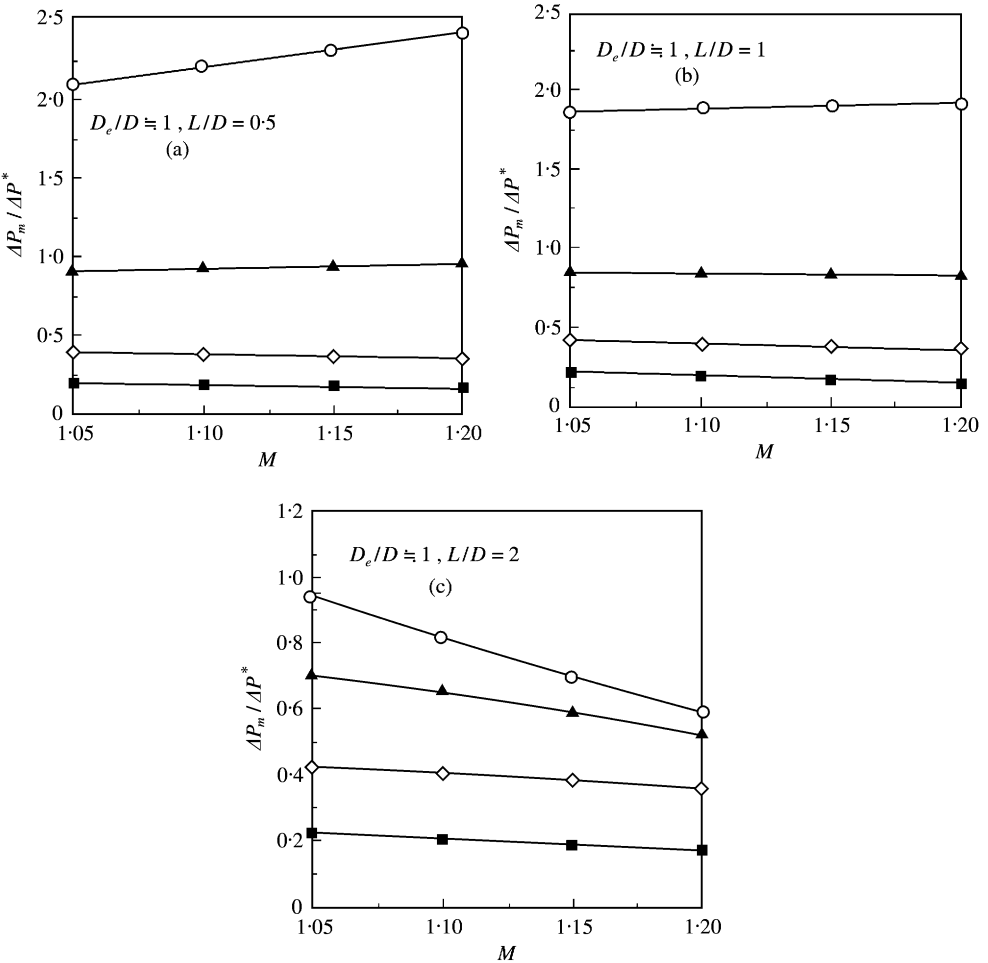 2·5
2·0
1·5
1·0
0·5
0
ΔP_m / ΔP*
D_e/D ≒ 1 , L/D = 0·5
(a)
1·05 1·10 1·15 1·20
M
2·5
2·0
1·5
1·0
0·5
0
ΔP_m / ΔP*
D_e/D ≒ 1 , L/D = 1
(b)
1·05 1·10 1·15 1·20
M
1·2
1·0
0·8
0·6
0·4
0·2
0
ΔP_m / ΔP*
D_e/D ≒ 1 , L/D = 2
(c)
1·05 1·10 1·15 1·20
M